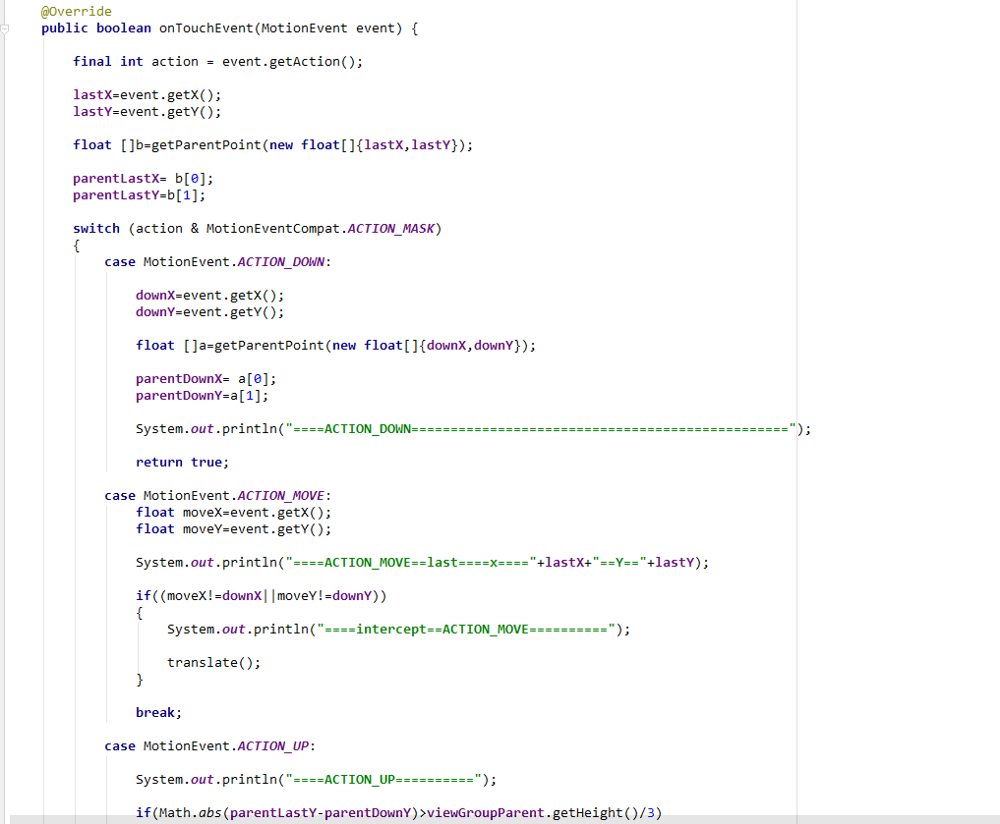 @Override
public boolean onTouchEvent(MotionEvent event) {
final int action = event.getAction();
lastX=event.getX();
lastY=event.getY();
float []b=getParentPoint(new float[]{lastX,lastY});
parentLastX= b[0];
parentLastY=b[1];
switch (action & MotionEventCompat.ACTION_MASK)
{
case MotionEvent.ACTION_DOWN:
downX=event.getX();
downY=event.getY();
float []a=getParentPoint(new float[]{downX,downY});
parentDownX= a[0];
parentDownY=a[1];
System.out.println("====ACTION_DOWN================================================");
return true;
case MotionEvent.ACTION_MOVE:
float moveX=event.getX();
float moveY=event.getY();
System.out.println("====ACTION_MOVE==last====x===="+lastX+"==Y=="+lastY);
if((moveX!=downX||moveY!=downY))
{
System.out.println("====intercept==ACTION_MOVE==========");
translate();
}
break;
case MotionEvent.ACTION_UP:
System.out.println("====ACTION_UP==========");
if(Math.abs(parentLastY-parentDownY)>viewGroupParent.getHeight()/3)